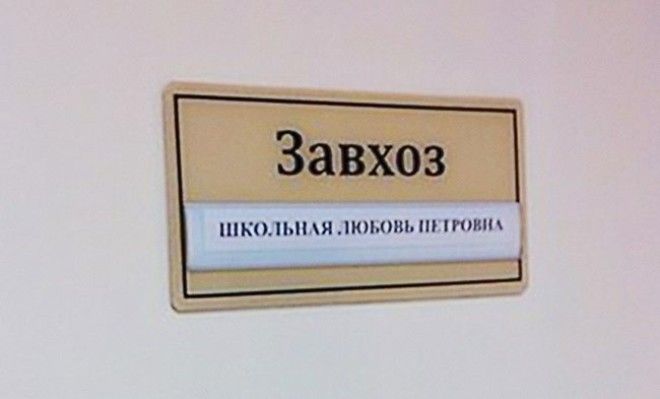 Завхоз
ШКОЛЬНАЯ ЛЮБОВЬ ПЕТРОВНА